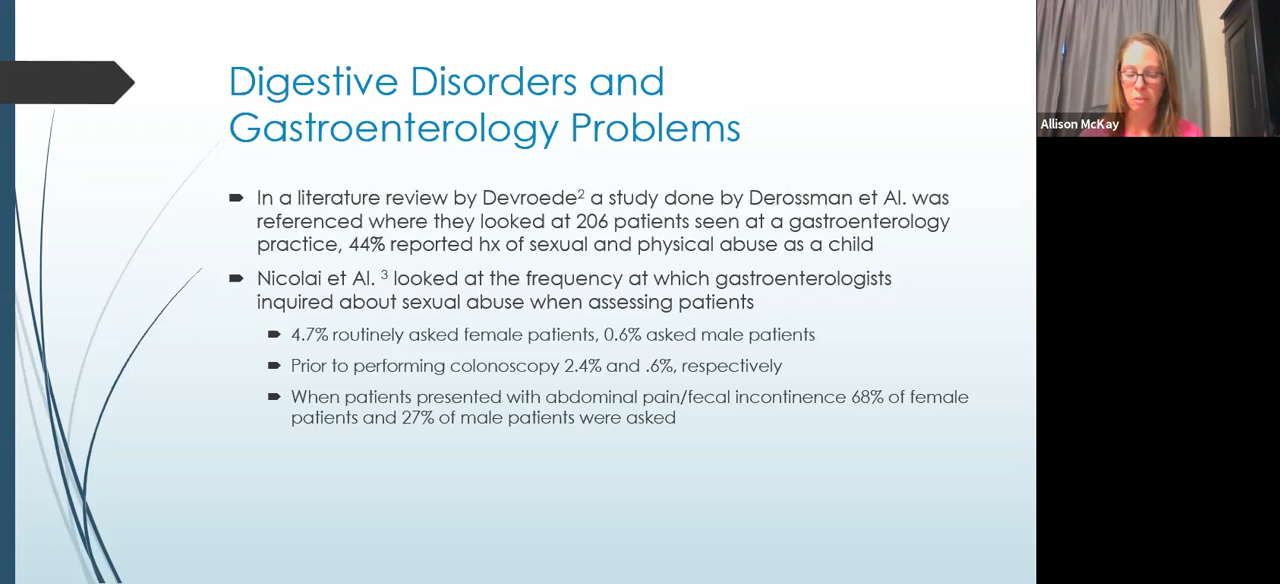 Digestive Disorders and
Gastroenterology Problems
In a literature review by Devroede² a study done by Derossman et Al. was
referenced where they looked at 206 patients seen at a gastroenterology
practice, 44% reported hx of sexual and physical abuse as a child
Nicolai et Al. ³ looked at the frequency at which gastroenterologists
inquired about sexual abuse when assessing patients
4.7% routinely asked female patients, 0.6% asked male patients
Prior to performing colonoscopy 2.4% and .6%, respectively
When patients presented with abdominal pain/fecal incontinence 68% of female
patients and 27% of male patients were asked
Allison McKay